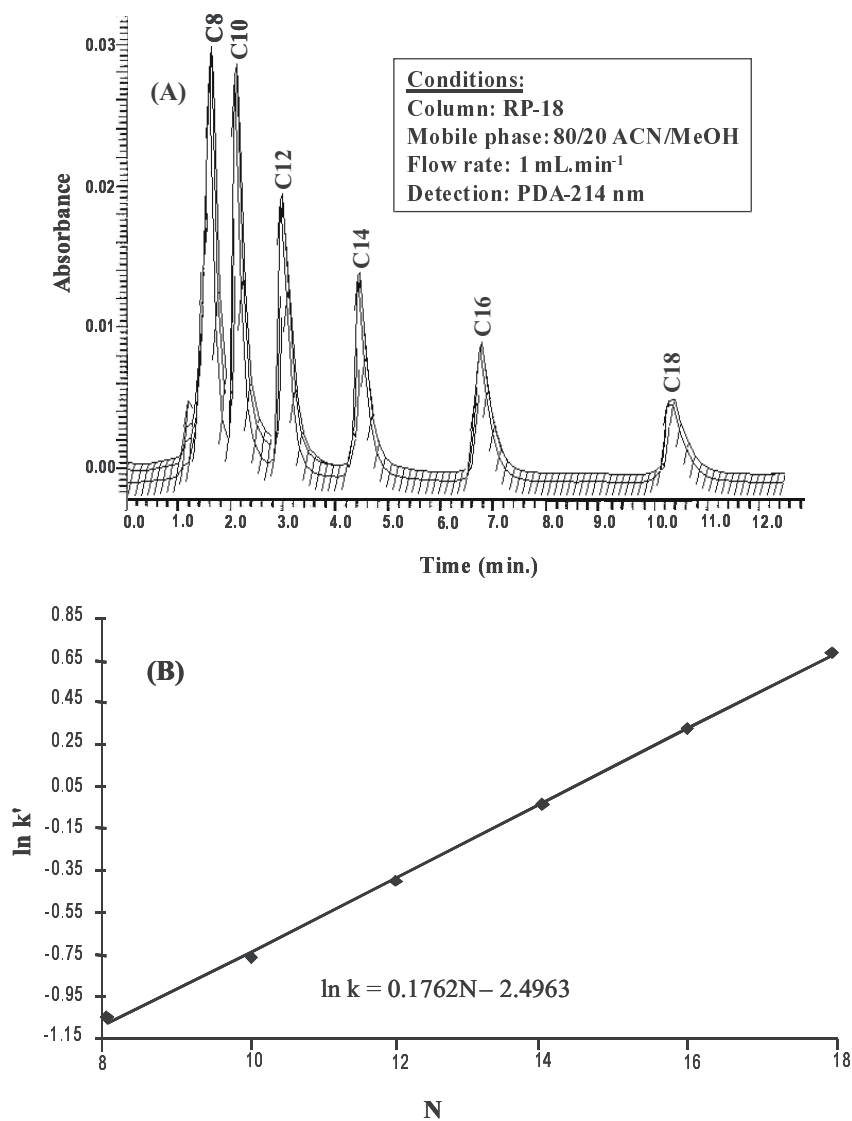 C8
C10
(A)
C12
C14
C16
C18
Conditions:
Column: RP-18
Mobile phase: 80/20 ACN/MeOH
Flow rate: 1 mL.min-1
Detection: PDA-214 nm
Absorbance
0.03
0.02
0.01
0.00
0.0 1.0 2.0 3.0 4.0 5.0 6.0 7.0 8.0 9.0 10.0 11.0 12.0
Time (min.)
(B)
ln k'
0.85
0.65
0.45
0.25
0.05
-0.15
-0.35
-0.55
-0.75
-0.95
-1.15
ln k = 0.1762N– 2.4963
8 10 12 14 16 18
N